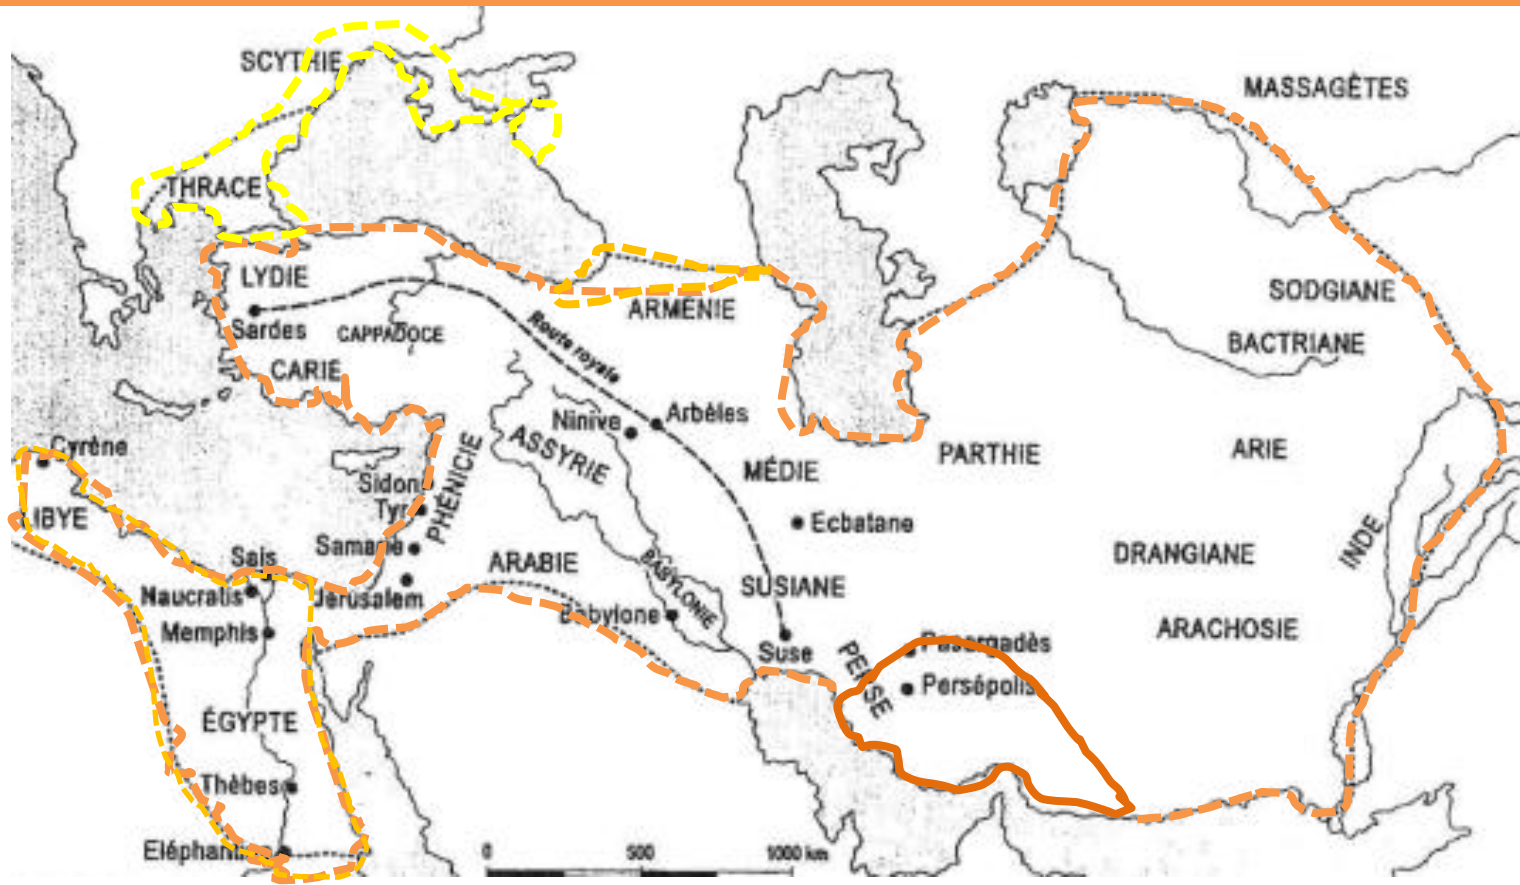 SCYTHIE
MASSAGÈTES
THRACE
LYDIE
Sardes
CAPPADOCE
Route royale
ARMÉNIE
SODGIANE
BACTRIANE
CARIE
Ninive
Arbèles
ASSYRIE
Cyrène
MÉDIE
PARTHIE
ARIE
Sidon
Tyr
PHÉNICIE
IBYE
Ecbatane
INDE
Samarie
Saïs
ARABIE
BABYLONIE
DRANGIANE
Naucratis
Jérusalem
SUSIANE
Babylone
Memphis
ARACHOSIE
Suse
PERSE
Pasargadès
Persépolis
ÉGYPTE
Thèbes
Eléphant
0 500 1000 km